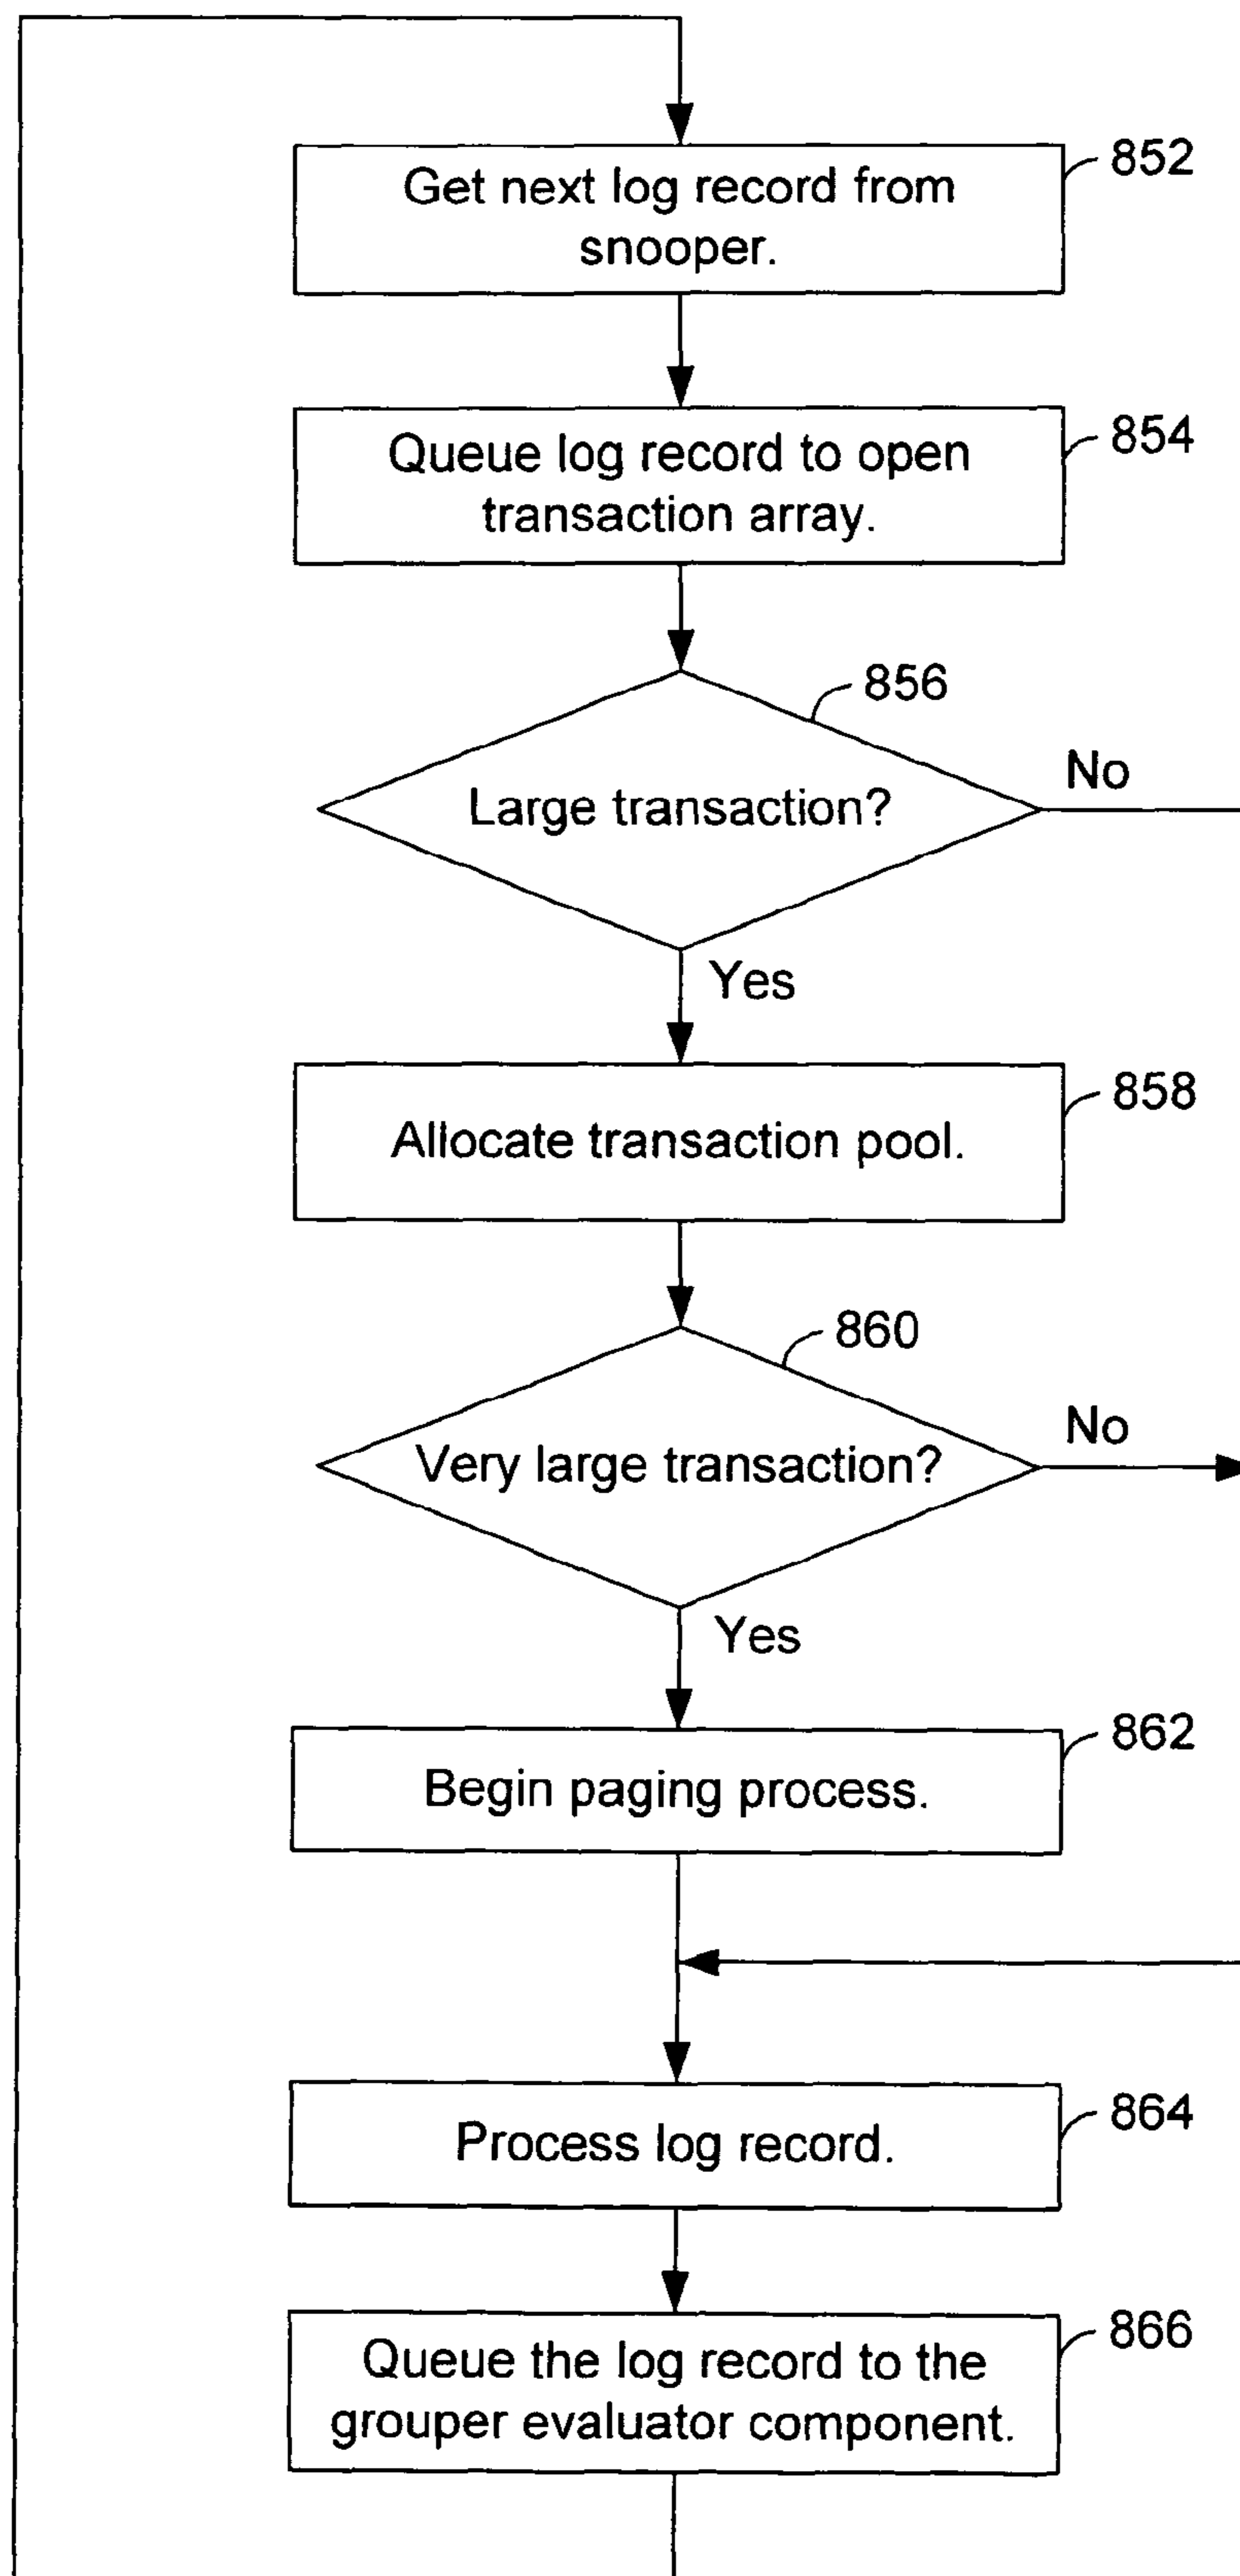 852
Get next log record from
snooper.
854
Queue log record to open
transaction array.
856
Large transaction?
No
Yes
858
Allocate transaction pool.
860
Very large transaction?
No
Yes
862
Begin paging process.
864
Process log record.
866
Queue the log record to the
grouper evaluator component.